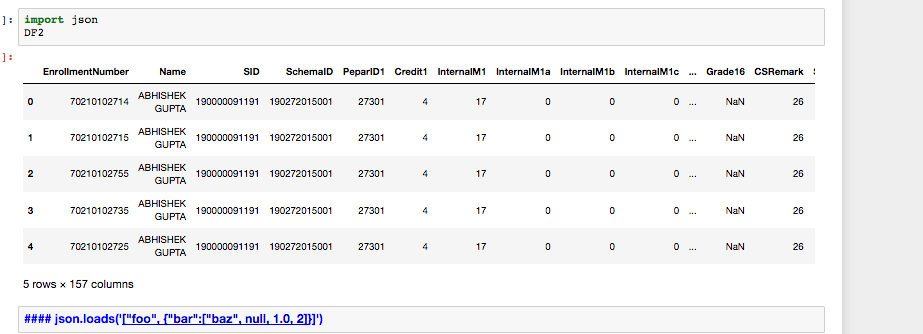 ]: import json
DF2
]:
EnrollmentNumber Name SID SchemaID PeparID1 Credit1 InternalM1 InternalM1a InternalM1b InternalM1c ... Grade16 CSRemark
0 70210102714 ABHISHEK GUPTA 190000091191 190272015001 27301 4 17 0 0 0 ... NaN 26
1 70210102715 ABHISHEK GUPTA 190000091191 190272015001 27301 4 17 0 0 0 ... NaN 26
2 70210102755 ABHISHEK GUPTA 190000091191 190272015001 27301 4 17 0 0 0 ... NaN 26
3 70210102735 ABHISHEK GUPTA 190000091191 190272015001 27301 4 17 0 0 0 ... NaN 26
4 70210102725 ABHISHEK GUPTA 190000091191 190272015001 27301 4 17 0 0 0 ... NaN 26
5 rows × 157 columns
#### json.loads('["foo", {"bar":["baz", null, 1.0, 2]}]')